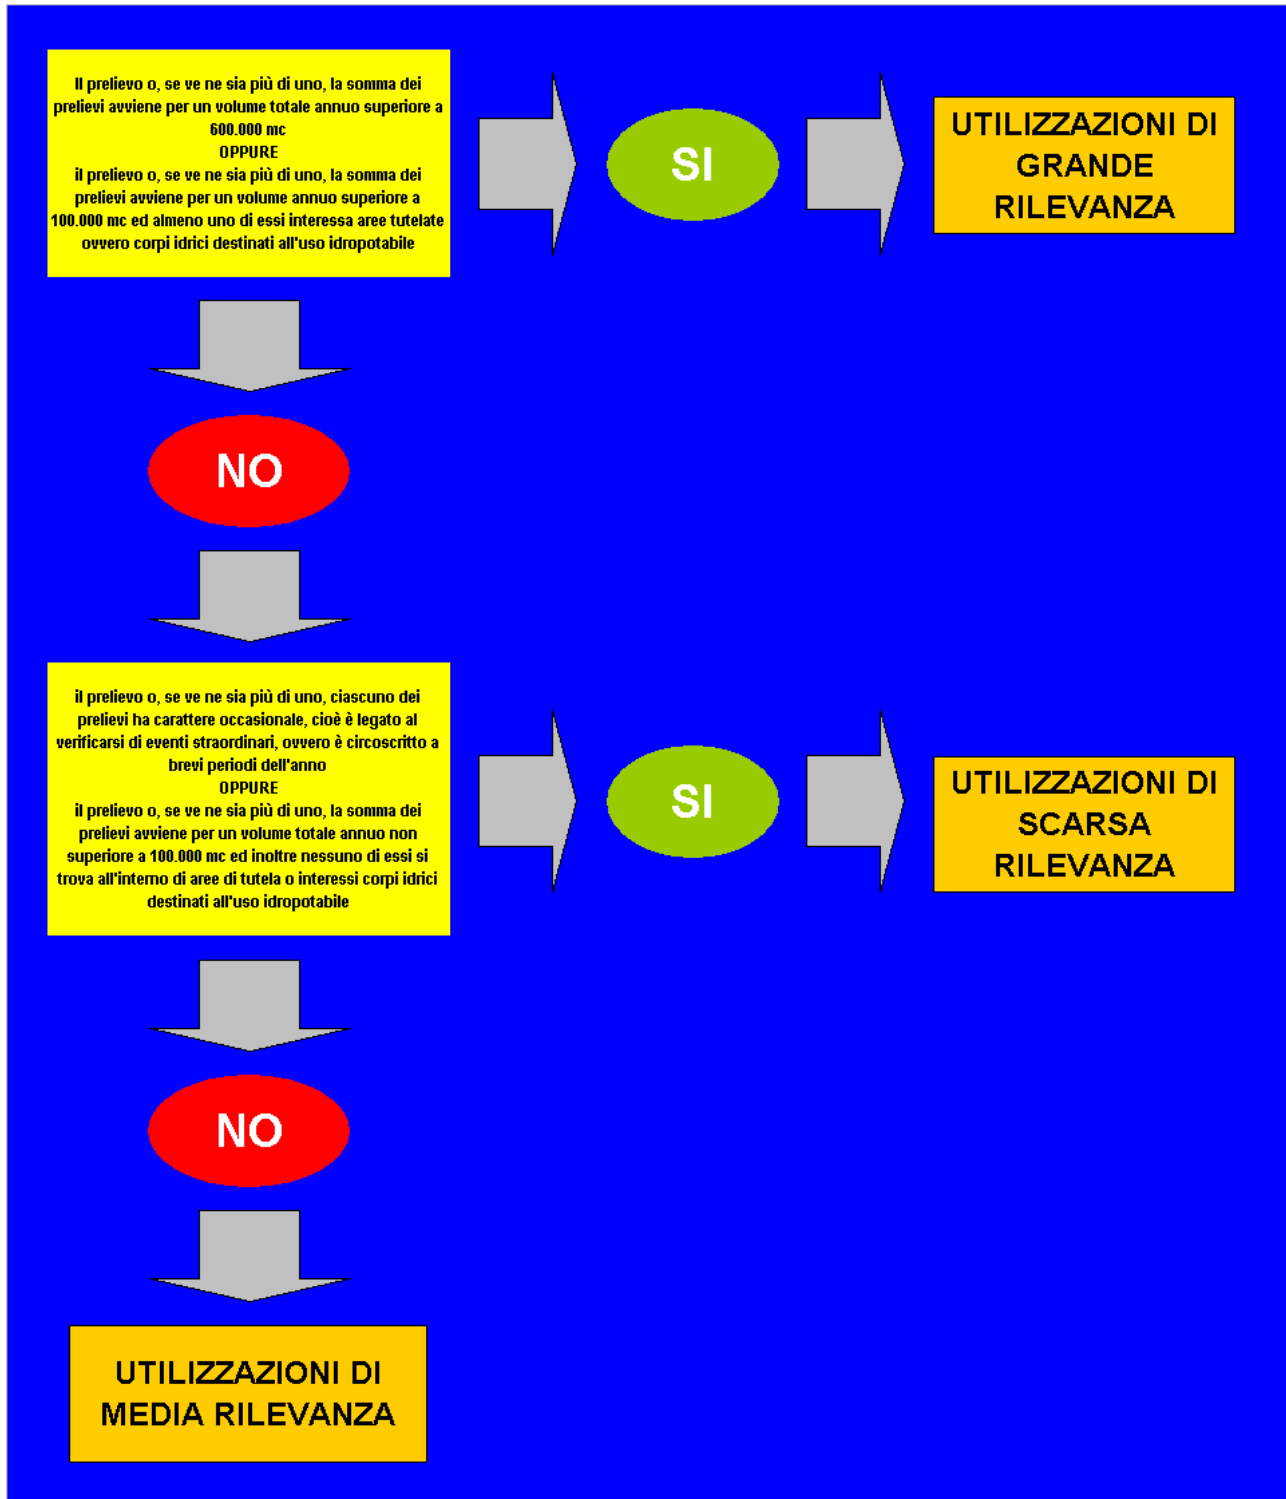 Il prelievo o, se ve ne sia più di uno, la somma dei
prelievi avviene per un volume totale annuo superiore a
600.000 mc
OPPURE
il prelievo o, se ve ne sia più di uno, la somma dei
prelievi avviene per un volume annuo superiore a
100.000 mc ed almeno uno di essi interessa aree tutelate
ovvero corpi idrici destinati all'uso idropotabile
SI
UTILIZZAZIONI DI
GRANDE
RILEVANZA
NO
il prelievo o, se ve ne sia più di uno, ciascuno dei
prelievi ha carattere occasionale, cioè è legato al
verificarsi di eventi straordinari, ovvero è circoscritto a
brevi periodi dell'anno
OPPURE
il prelievo o, se ve ne sia più di uno, la somma dei
prelievi avviene per un volume totale annuo non
superiore a 100.000 mc ed inoltre nessuno di essi si
trova all'interno di aree di tutela o interessi corpi idrici
destinati all'uso idropotabile
SI
UTILIZZAZIONI DI
SCARSA
RILEVANZA
NO
UTILIZZAZIONI DI
MEDIA RILEVANZA